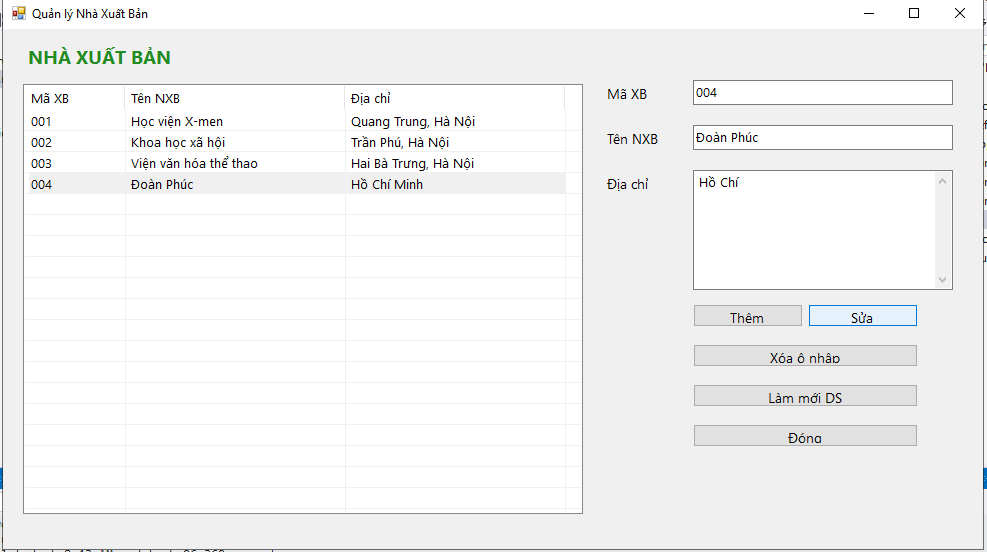 Quản lý Nhà Xuất Bản
NHÀ XUẤT BẢN
Mã XB Tên NXB Địa chỉ
001 Học viện X-men Quang Trung, Hà Nội
002 Khoa học xã hội Trần Phú, Hà Nội
003 Viện văn hóa thể thao Hai Bà Trưng, Hà Nội
004 Đoàn Phúc Hồ Chí Minh
Mã XB 004
Tên NXB Đoàn Phúc
Địa chỉ Hồ Chí
Thêm Sửa
Xóa ô nhập
Làm mới DS
Đóng